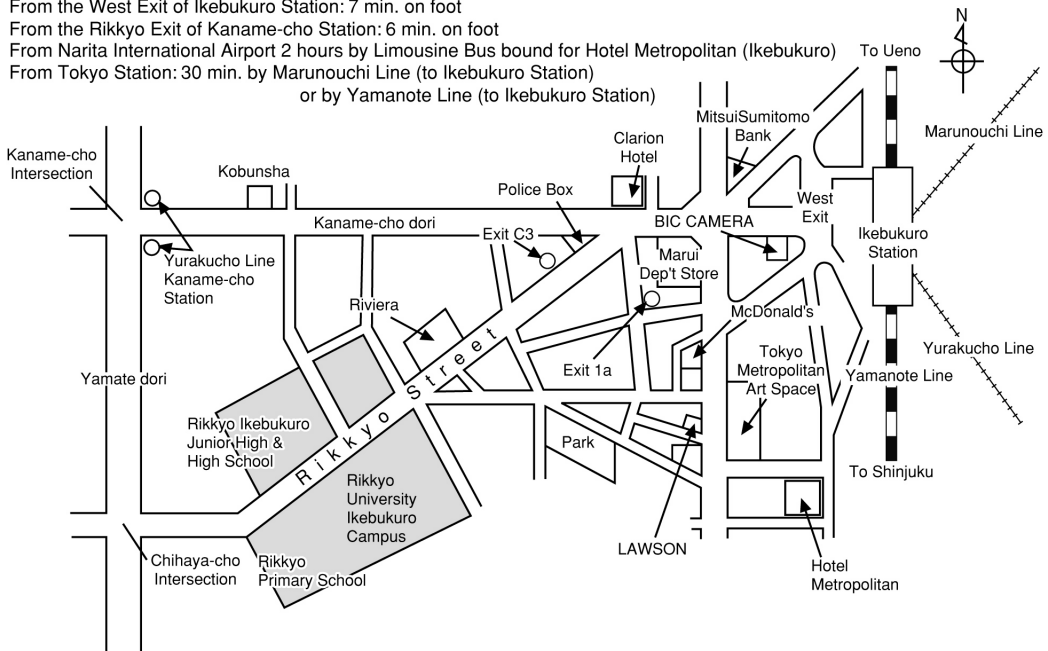 From the West Exit of Ikebukuro Station: 7 min. on foot
From the Rikkyo Exit of Kaname-cho Station: 6 min. on foot
From Narita International Airport 2 hours by Limousine Bus bound for Hotel Metropolitan (Ikebukuro)
From Tokyo Station: 30 min. by Marunouchi Line (to Ikebukuro Station)
or by Yamanote Line (to Ikebukuro Station)
N
To Ueno
MitsuiSumitomo
Bank
Marunouchi Line
Clarion
Hotel
Kaname-cho
Intersection
Kobunsha
Police Box
West
Exit
Kaname-cho dori
BIC CAMERA
Exit C3
Ikebukuro
Station
Marui
Dep't Store
Yurakucho Line
Kaname-cho
Station
Riviera
McDonald's
Yurakucho Line
Tokyo
Metropolitan
Art Space
Exit 1a
Yamanote Line
Yamate dori
Rikkyo Street
Rikkyo Ikebukuro
Junior High &
High School
Park
To Shinjuku
Rikkyo
University
Ikebukuro
Campus
LAWSON
Chihaya-cho
Intersection
Rikkyo
Primary School
Hotel
Metropolitan